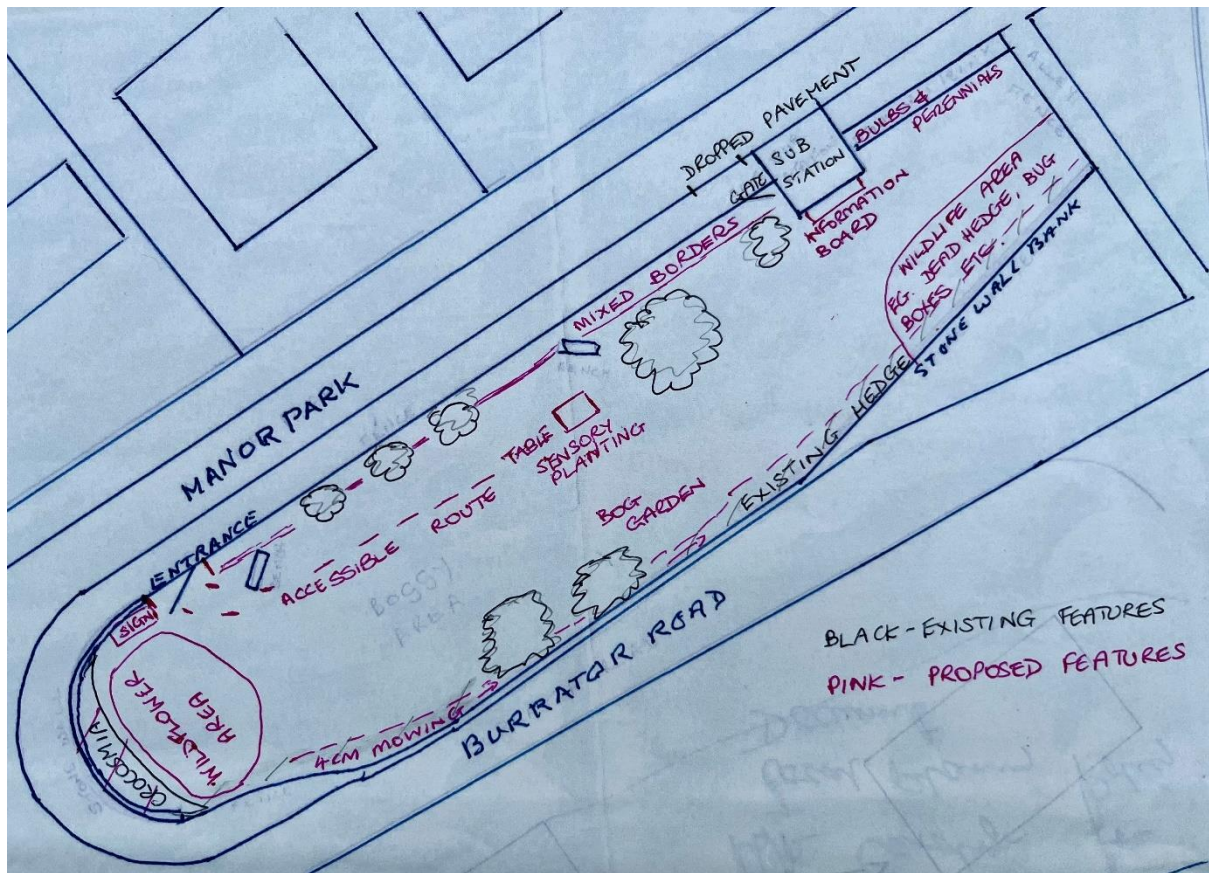 DROPPED PAVEMENT
GATE
SUB
STATION
BULBS &
PERENNIALS
INFORMATION
BOARD
WILDLIFE AREA
EG. DEAD HEDGE, BUG
BOXES ETC.
STONE WALL BANK
MIXED BORDERS
BENCH
MANOR PARK
TABLE
SENSORY
PLANTING
ENTRANCE
ACCESSIBLE ROUTE
BOG
GARDEN
EXISTING HEDGE
BOGGY
AREA
SIGN
WILDFLOWER
AREA
CROCOSMIA
4CM MOWING
BURRATOR ROAD
BLACK - EXISTING FEATURES
PINK - PROPOSED FEATURES